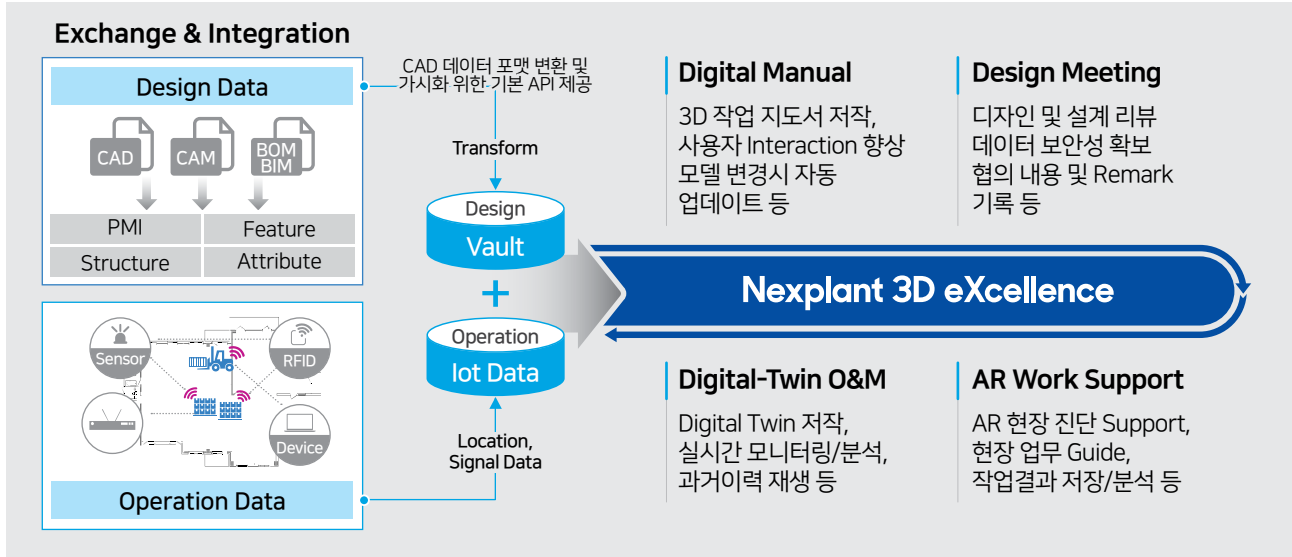 Exchange & Integration
Design Data
CAD
CAM
BOM
BIM
PMI
Feature
Structure
Attribute
Sensor
RFID
Device
Operation Data
CAD 데이터 포맷 변환 및
가시화 위한 기본 API 제공
Transform
Design
Vault
+
Operation
Iot Data
Location,
Signal Data
Digital Manual
3D 작업 지도서 저작,
사용자 Interaction 향상
모델 변경시 자동
업데이트 등
Design Meeting
디자인 및 설계 리뷰
데이터 보안성 확보
협의 내용 및 Remark
기록 등
Nexplant 3D eXcellence
Digital-Twin O&M
Digital Twin 저작,
실시간 모니터링/분석,
과거이력 재생 등
AR Work Support
AR 현장 진단 Support,
현장 업무 Guide,
작업결과 저장/분석 등